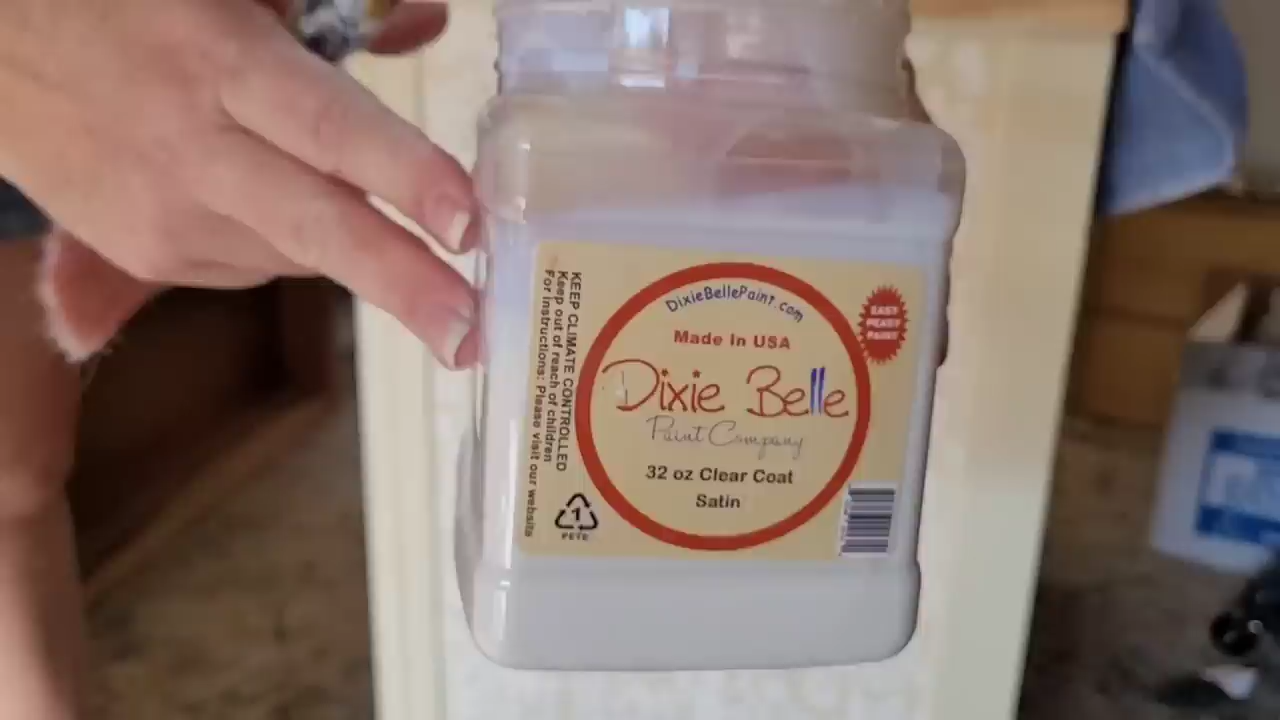 KEEP CLIMATE CONTROLLED
Keep out of reach of children
For instructions: Please visit our website
1
PETE
DixieBellePaint.com
Made In USA
Dixie Belle
Paint Company
32 oz Clear Coat
Satin
EASY
PEASY
PAINT